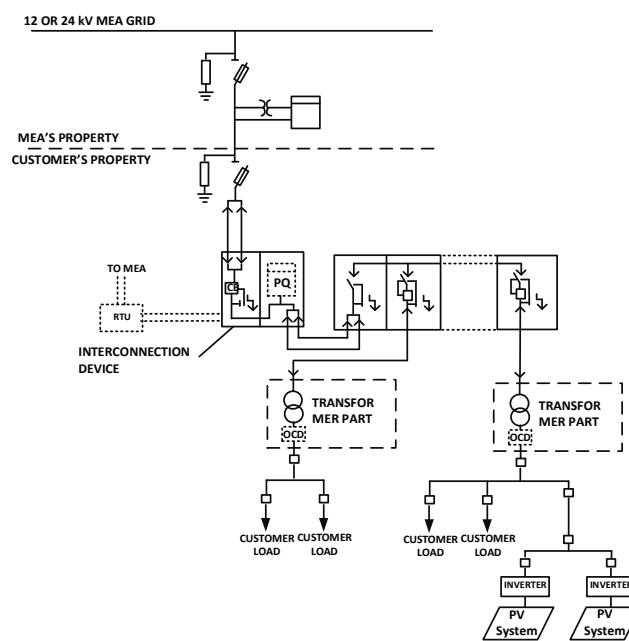 12 OR 24 kV MEA GRID
MEA'S PROPERTY
CUSTOMER'S PROPERTY
TO MEA
RTU
CB
PQ
INTERCONNECTION
DEVICE
TRANSFOR
MER PART
OCD
TRANSFOR
MER PART
OCD
CUSTOMER
LOAD
CUSTOMER
LOAD
CUSTOMER
LOAD
CUSTOMER
LOAD
INVERTER
INVERTER
PV
System
PV
System